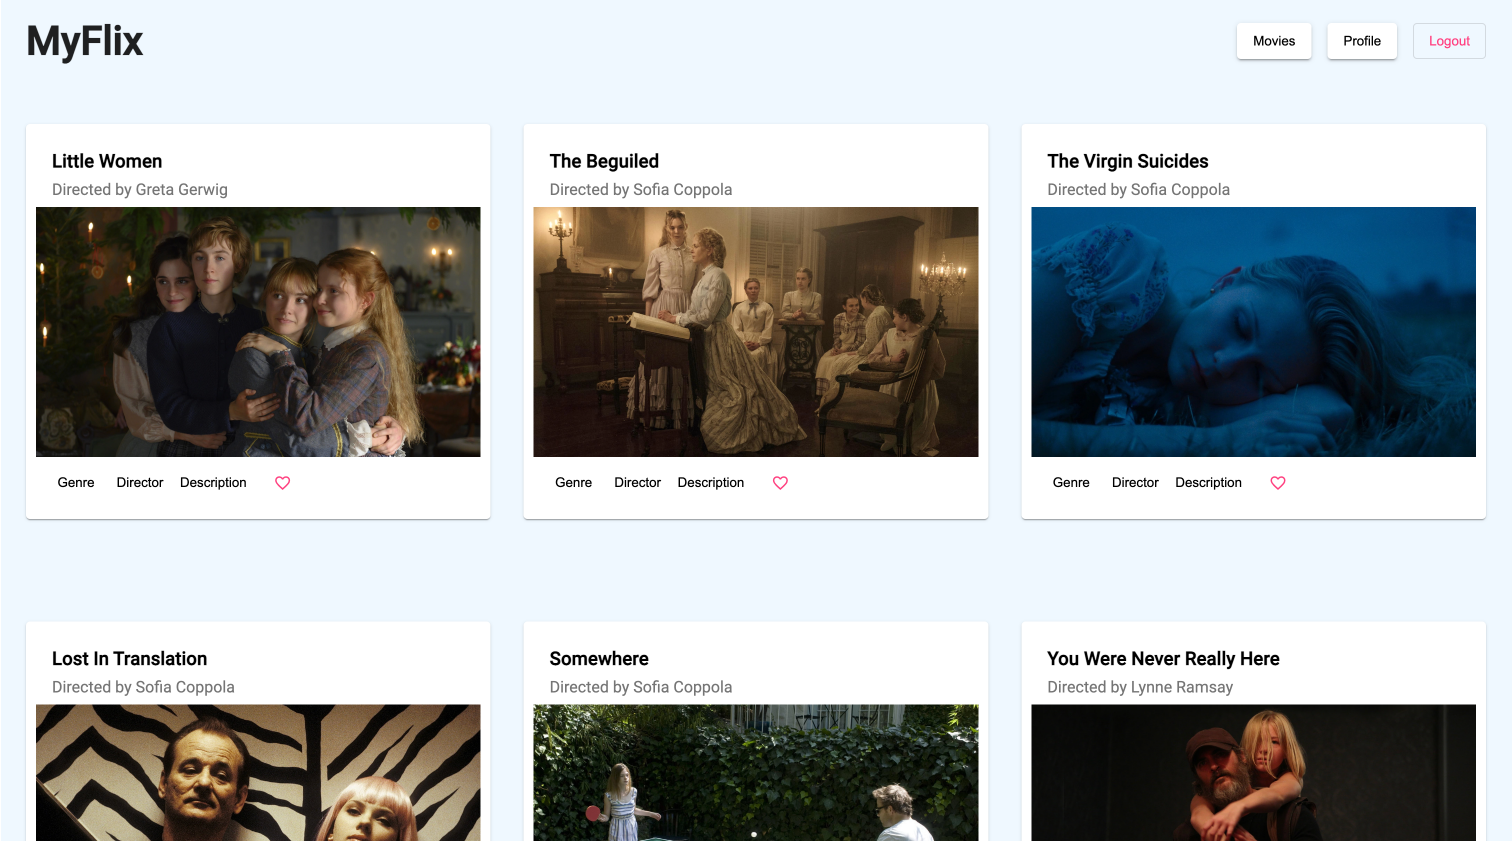 MyFlix
Movies
Profile
Logout
Little Women
Directed by Greta Gerwig
Genre
Director
Description
The Beguiled
Directed by Sofia Coppola
Genre
Director
Description
The Virgin Suicides
Directed by Sofia Coppola
Genre
Director
Description
Lost In Translation
Directed by Sofia Coppola
Somewhere
Directed by Sofia Coppola
You Were Never Really Here
Directed by Lynne Ramsay